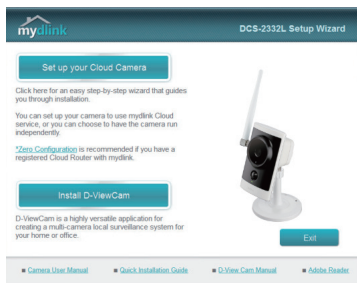 mydlink
DCS-2332L Setup Wizard
Set up your Cloud Camera
Click here for an easy step-by-step wizard that guides
you through installation.
You can set up your camera to use mydlink Cloud
service, or you can choose to have the camera run
independently.
*Zero Configuration is recommended if you have a
registered Cloud Router with mydlink.
Install D-ViewCam
D-ViewCam is a highly versatile application for
creating a multi-camera local surveillance system for
your home or office.
Exit
Camera User Manual
Quick Installation Guide
D-View Cam Manual
Adobe Reader